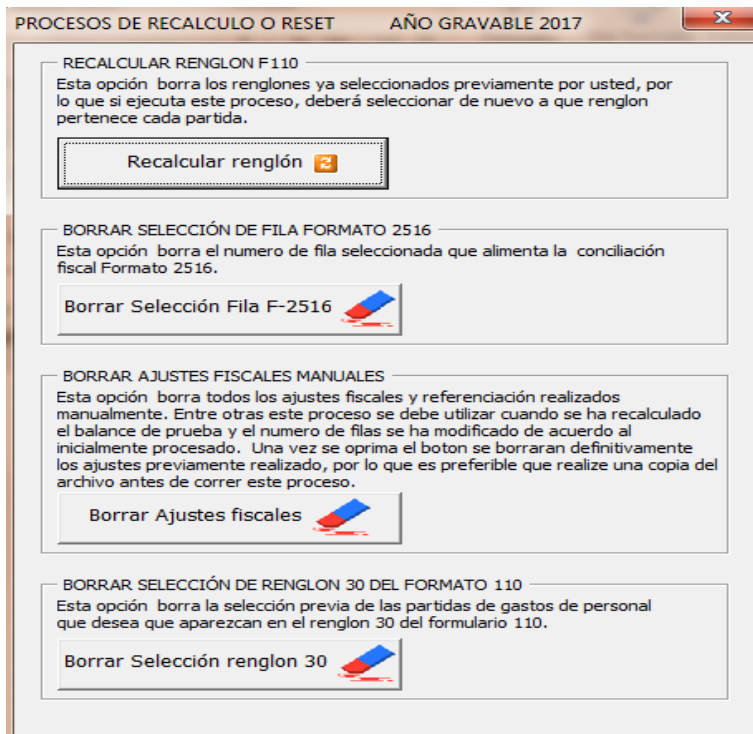 PROCESOS DE RECALCULO O RESET AÑO GRAVABLE 2017
RECALCULAR RENGLON F110
Esta opción borra los renglones ya seleccionados previamente por usted, por
lo que si ejecuta este proceso, deberá seleccionar de nuevo a que renglon
pertenece cada partida.
Recalcular renglón
BORRAR SELECCIÓN DE FILA FORMATO 2516
Esta opción borra el numero de fila seleccionada que alimenta la conciliación
fiscal Formato 2516.
Borrar Selección Fila F-2516
BORRAR AJUSTES FISCALES MANUALES
Esta opción borra todos los ajustes fiscales y referenciación realizados
manualmente. Entre otras este proceso se debe utilizar cuando se ha recalculado
el balance de prueba y el numero de filas se ha modificado de acuerdo al
inicialmente procesado. Una vez se oprima el boton se borraran definitivamente
los ajustes previamente realizado, por lo que es preferible que realize una copia del
archivo antes de correr este proceso.
Borrar Ajustes fiscales
BORRAR SELECCIÓN DE RENGLON 30 DEL FORMATO 110
Esta opción borra la selección previa de las partidas de gastos de personal
que desea que aparezcan en el renglon 30 del formulario 110.
Borrar Selección renglon 30